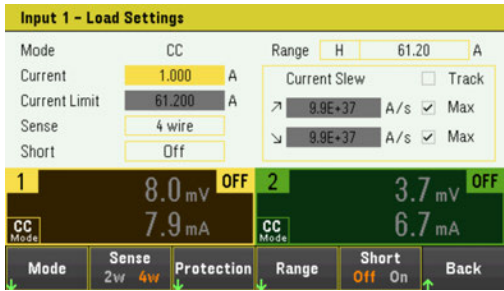 Input 1 – Load Settings
Mode CC Range H 61.20 A
Current 1.000 A Current Slew Track
Current Limit 61.200 A 9.9E+37 A/s Max
Sense 4 wire 9.9E+37 A/s Max
Short Off
1 8.0 mV OFF 2 3.7 mV OFF
CC Mode 7.9 mA CC Mode 6.7 mA
Mode Sense Protection Range Short Back
2w 4w Off On